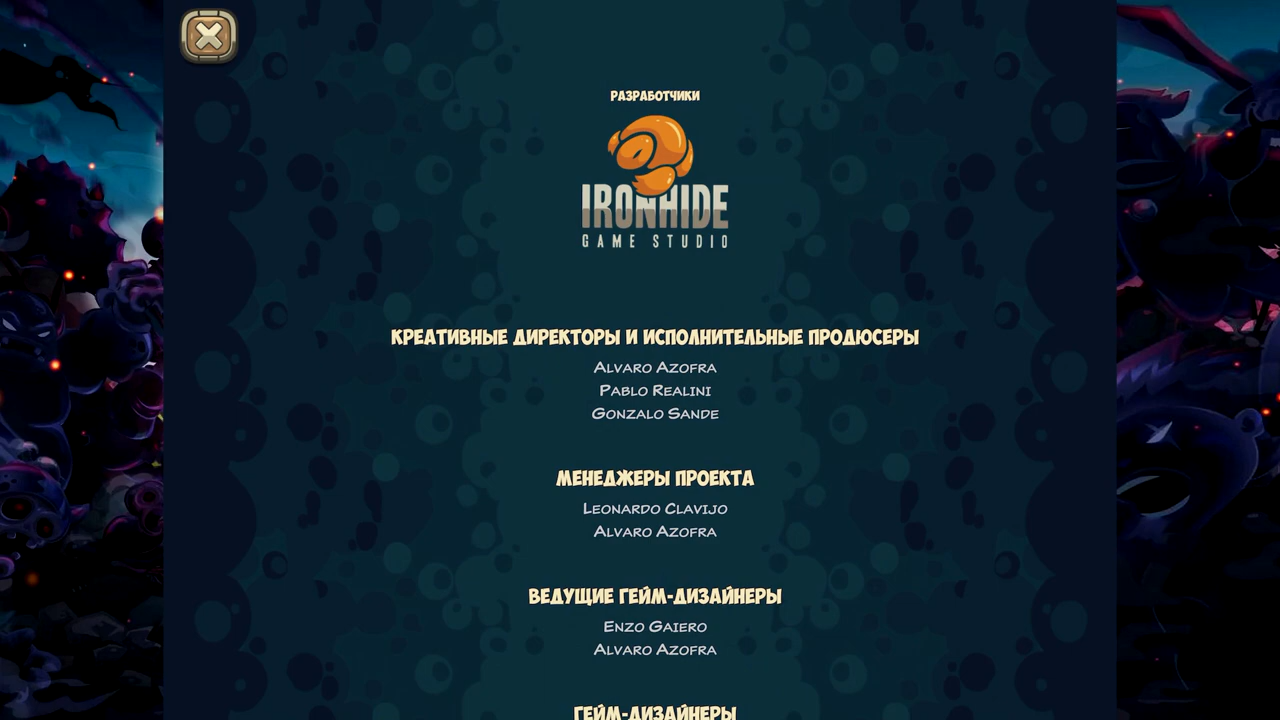 РАЗРАБОТЧИКИ
IRONHIDE
GAME STUDIO
КРЕАТИВНЫЕ ДИРЕКТОРЫ И ИСПОЛНИТЕЛЬНЫЕ ПРОДЮСЕРЫ
ALVARO AZOFRA
PABLO REALINI
GONZALO SANDE
МЕНЕДЖЕРЫ ПРОЕКТА
LEONARDO CLAVIJO
ALVARO AZOFRA
ВЕДУЩИЕ ГЕЙМ-ДИЗАЙНЕРЫ
ENZO GAIERO
ALVARO AZOFRA
ГЕЙМ-ДИЗАЙНЕРЫ